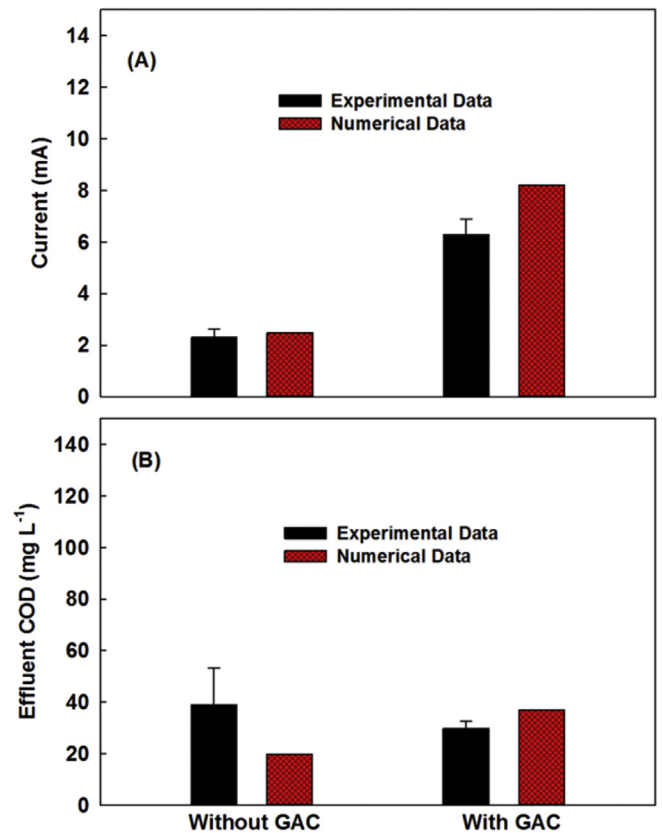 14
(A)
12
Experimental Data
Numerical Data
10
8
6
4
2
0
Current (mA)
140
(B)
120
Experimental Data
Numerical Data
100
80
60
40
20
0
Effluent COD (mg L⁻¹)
Without GAC With GAC